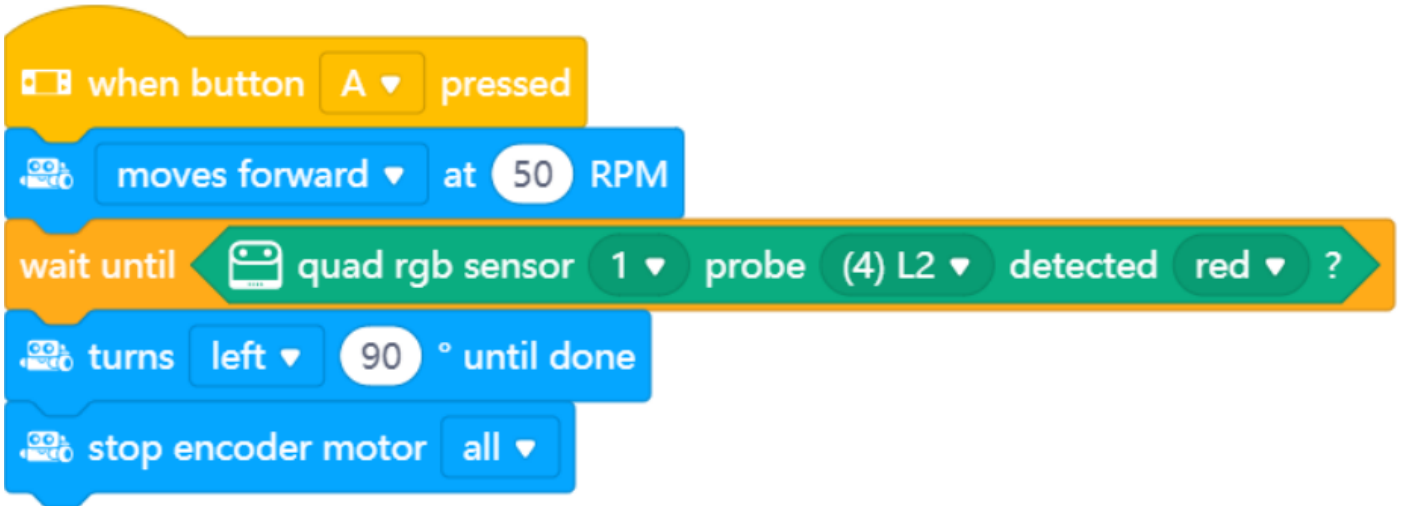 when button A pressed
moves forward at 50 RPM
wait until quad rgb sensor 1 probe (4) L2 detected red ?
turns left 90 ° until done
stop encoder motor all